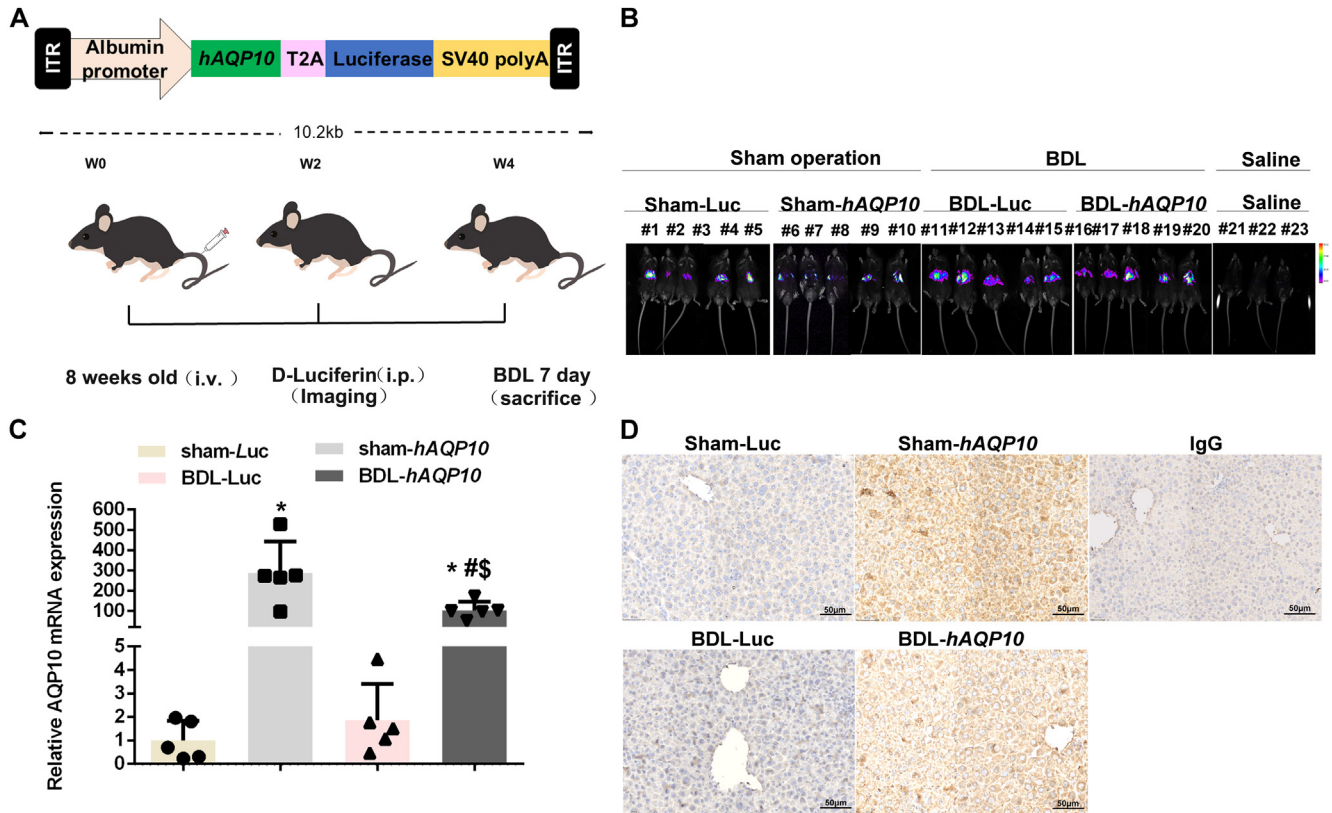 A
ITR
Albumin
promoter
hAQP10
T2A
Luciferase
SV40 polyA
ITR
10.2kb
W0
W2
W4
8 weeks old（i.v.）
D-Luciferin（i.p.）
（Imaging）
BDL 7 day
（sacrifice）
B
Sham operation
BDL
Saline
Sham-Luc
Sham-hAQP10
BDL-Luc
BDL-hAQP10
Saline
#1 #2 #3 #4 #5
#6 #7 #8 #9 #10
#11 #12 #13 #14 #15
#16 #17 #18 #19 #20
#21 #22 #23
C
sham-Luc
sham-hAQP10
BDL-Luc
BDL-hAQP10
Relative AQP10 mRNA expression
600
500
400
300
200
100
5
4
3
2
1
0
*
* #$
D
Sham-Luc
Sham-hAQP10
IgG
50μm
50μm
50μm
BDL-Luc
BDL-hAQP10
50μm
50μm